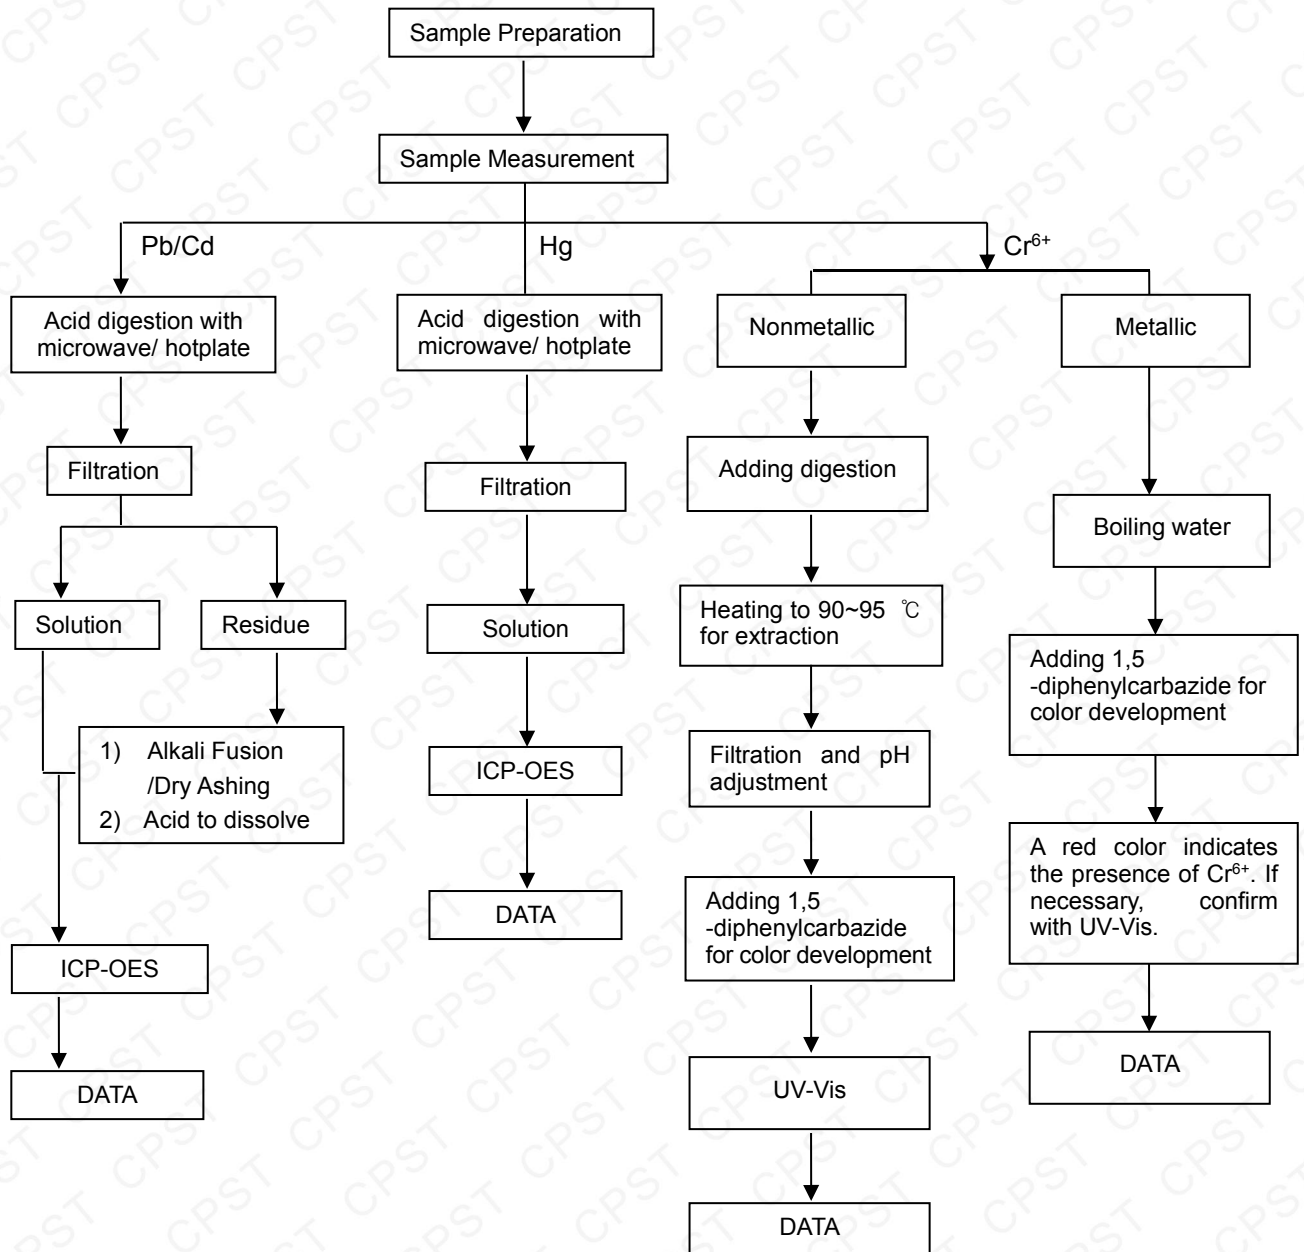 Sample Preparation
Sample Measurement
Pb/Cd
Hg
Cr⁶⁺
Acid digestion with
microwave/ hotplate
Filtration
Solution
Residue
1) Alkali Fusion
/Dry Ashing
2) Acid to dissolve
ICP-OES
DATA
Acid digestion with
microwave/ hotplate
Filtration
Solution
ICP-OES
DATA
Nonmetallic
Adding digestion
Heating to 90~95 ℃
for extraction
Filtration and pH
adjustment
Adding 1,5
-diphenylcarbazide
for color development
UV-Vis
DATA
Metallic
Boiling water
Adding 1,5
-diphenylcarbazide for
color development
A red color indicates
the presence of Cr⁶⁺. If
necessary, confirm
with UV-Vis.
DATA
CPST